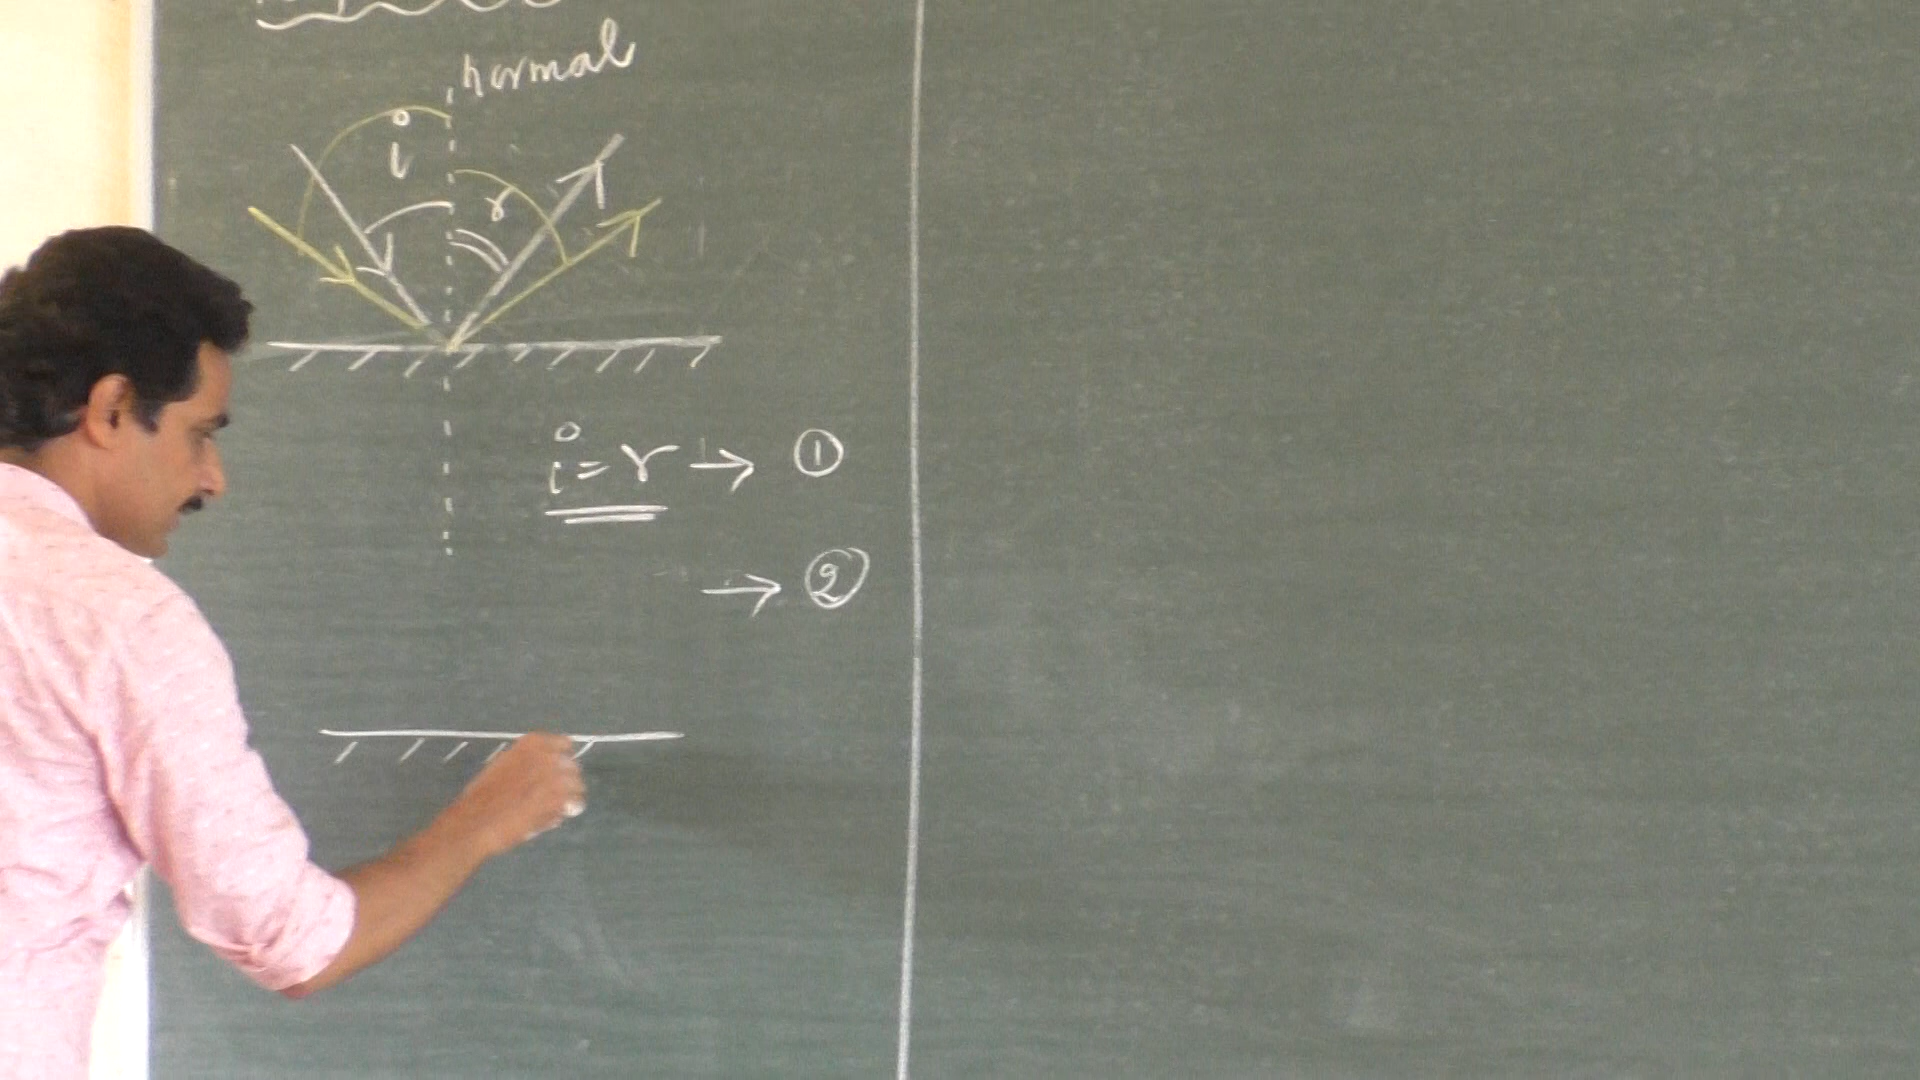 normal
i
r
i = r → ①
→ ②